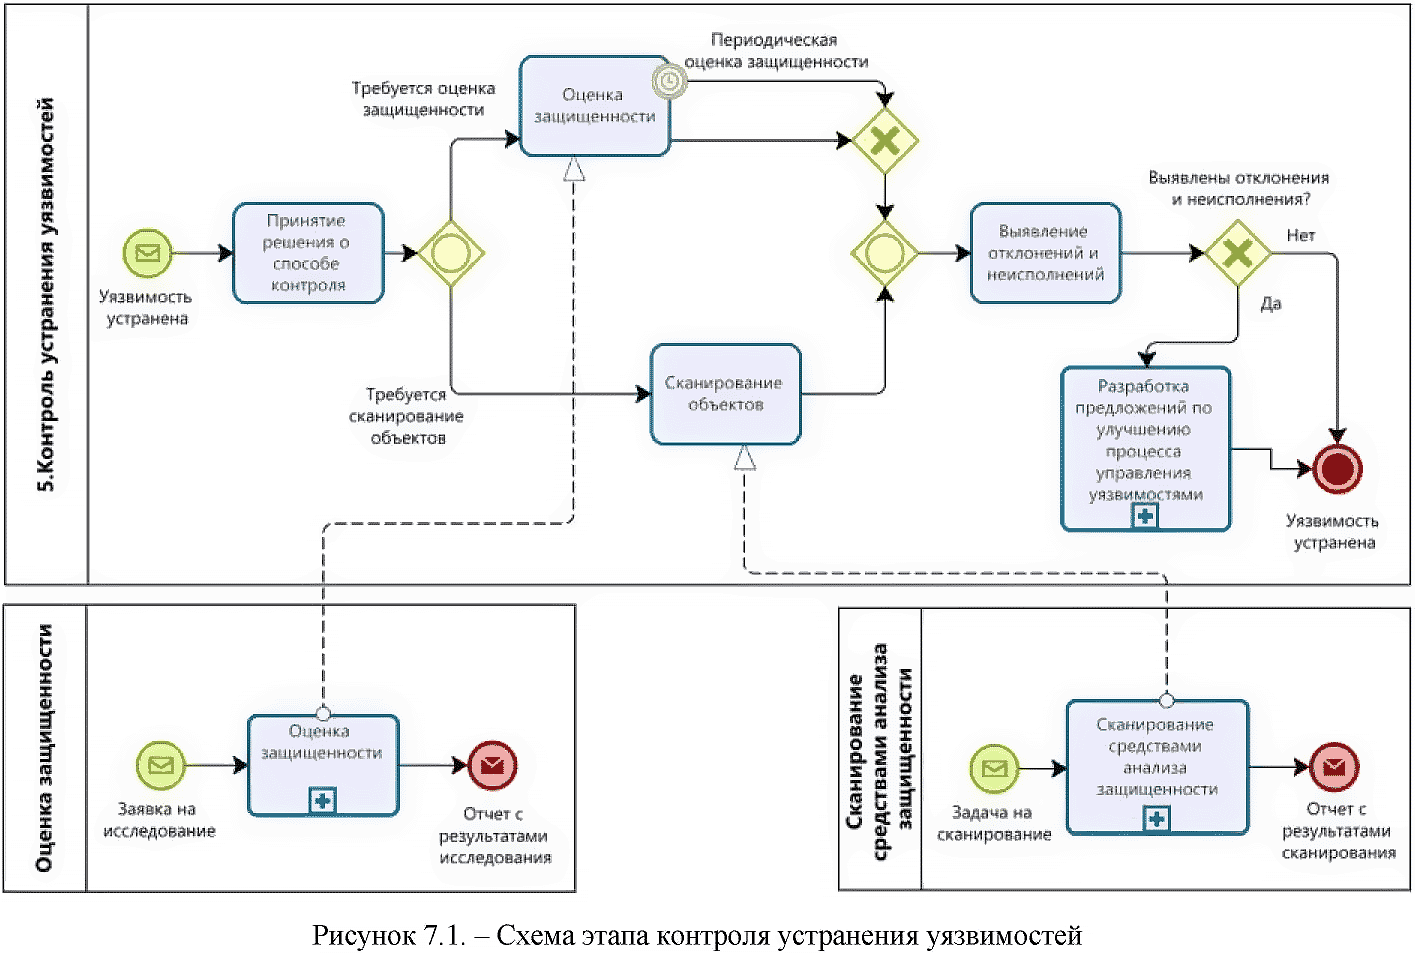 5.Контроль устранения уязвимостей
Уязвимость
устранена
Принятие
решения о
способе
контроля
Требуется оценка
защищенности
Оценка
защищенности
Периодическая
оценка защищенности
Требуется
сканирование
объектов
Сканирование
объектов
Выявление
отклонений и
неисполнений
Выявлены отклонения
и неисполнения?
Нет
Да
Разработка
предложений по
улучшению
процесса
управления
уязвимостями
Уязвимость
устранена
Оценка защищенности
Заявка на
исследование
Оценка
защищенности
Отчет с
результатами
исследования
Сканирование
средствами анализа
защищенности
Задача на
сканирование
Сканирование
средствами
анализа
защищенности
Отчет с
результатами
сканирования
Рисунок 7.1. – Схема этапа контроля устранения уязвимостей